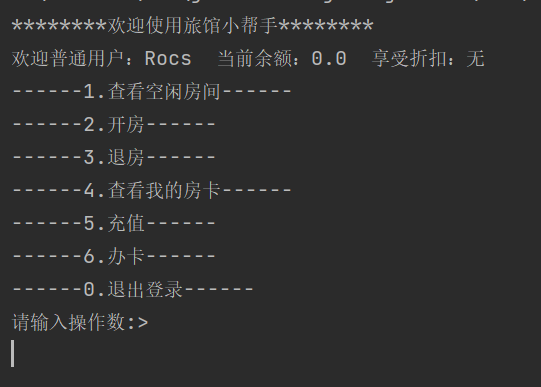 ********欢迎使用旅馆小帮手********
欢迎普通用户：Rocs  当前余额：0.0  享受折扣：无
------1.查看空闲房间------
------2.开房------
------3.退房------
------4.查看我的房卡------
------5.充值------
------6.办卡------
------0.退出登录------
请输入操作数:>